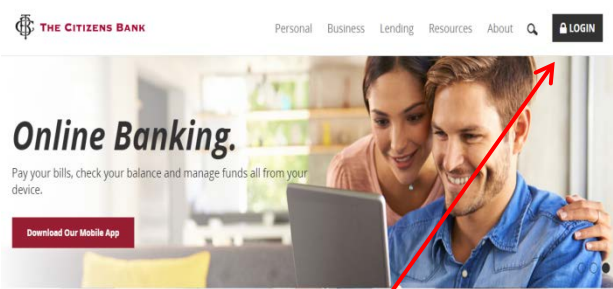 THE CITIZENS BANK
Personal Business Lending Resources About LOGIN
Online Banking.
Pay your bills, check your balance and manage funds all from your
device.
Download Our Mobile App